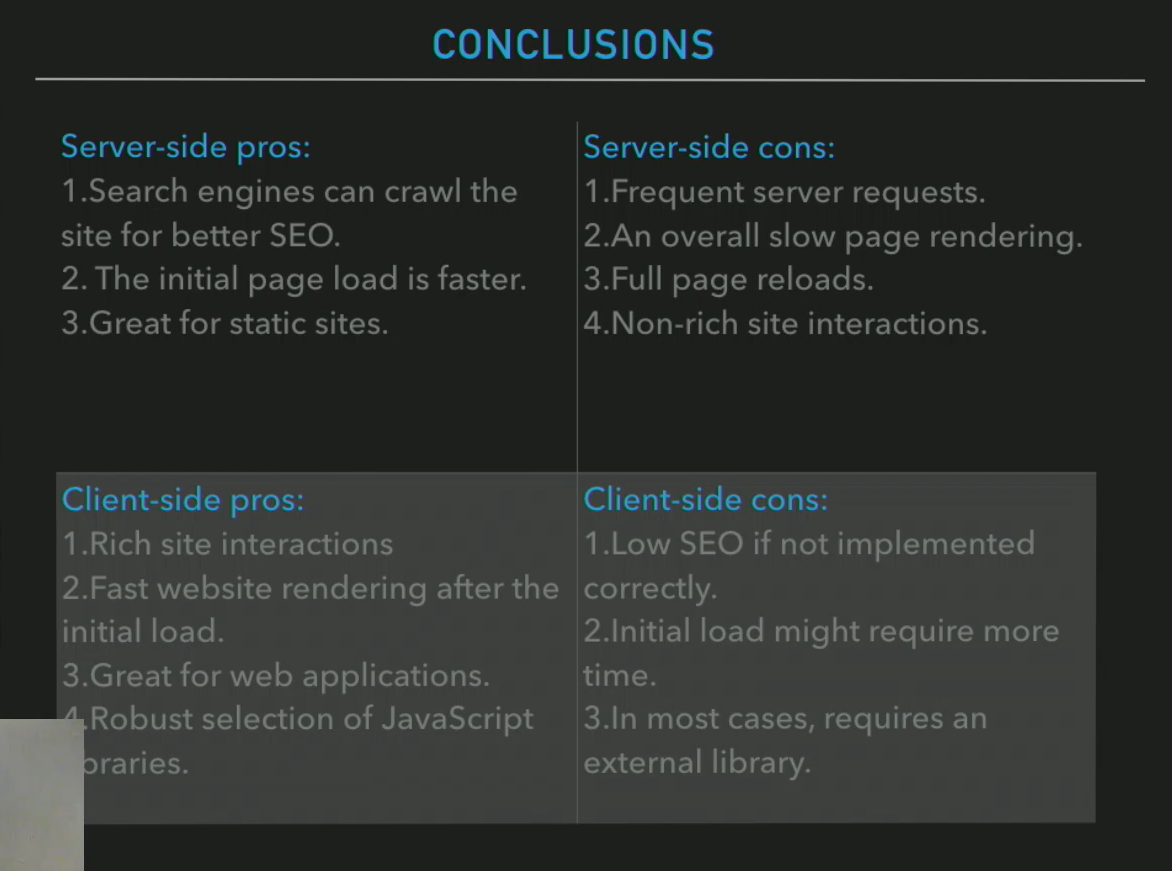 CONCLUSIONS
Server-side pros:
1.Search engines can crawl the
site for better SEO.
2. The initial page load is faster.
3.Great for static sites.
Server-side cons:
1.Frequent server requests.
2.An overall slow page rendering.
3.Full page reloads.
4.Non-rich site interactions.
Client-side pros:
1.Rich site interactions
2.Fast website rendering after the
initial load.
3.Great for web applications.
4.Robust selection of JavaScript
braries.
Client-side cons:
1.Low SEO if not implemented
correctly.
2.Initial load might require more
time.
3.In most cases, requires an
external library.